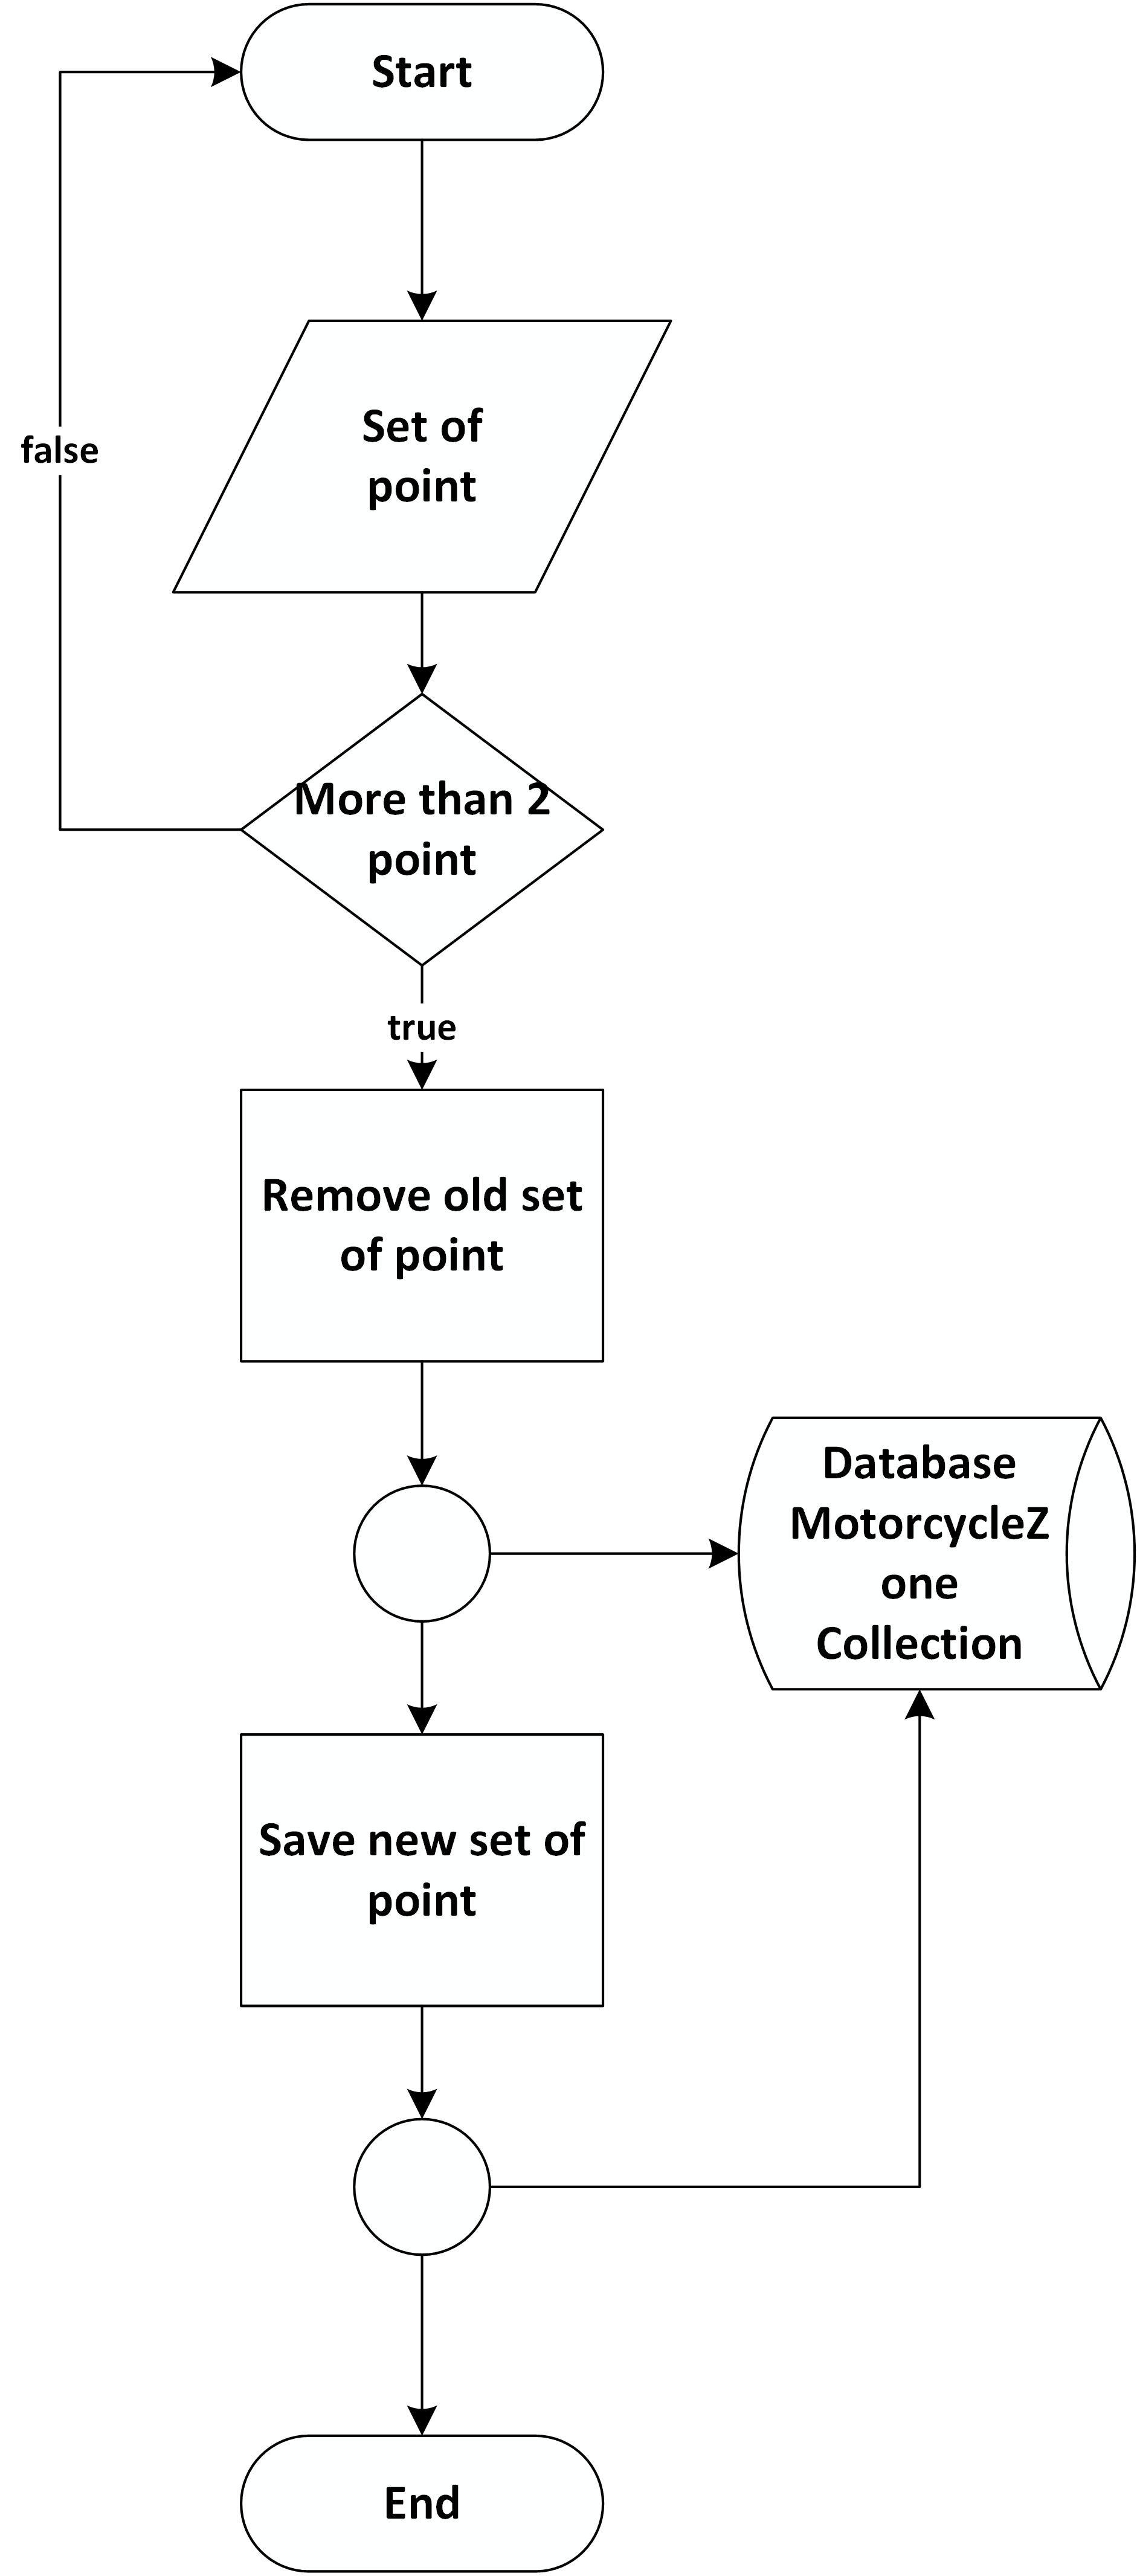 Start
false
Set of
point
More than 2
point
true
Remove old set
of point
Database
MotorcycleZ
one
Collection
Save new set of
point
End